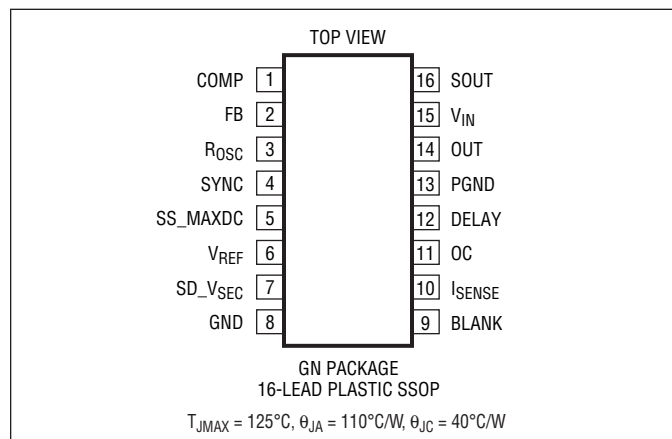 TOP VIEW
COMP 1 16 SOUT
FB 2 15 VIN
ROSC 3 14 OUT
SYNC 4 13 PGND
SS_MAXDC 5 12 DELAY
VREF 6 11 OC
SD_VSEC 7 10 ISENSE
GND 8 9 BLANK
GN PACKAGE
16-LEAD PLASTIC SSOP
TJMAX = 125°C, θJA = 110°C/W, θJC = 40°C/W